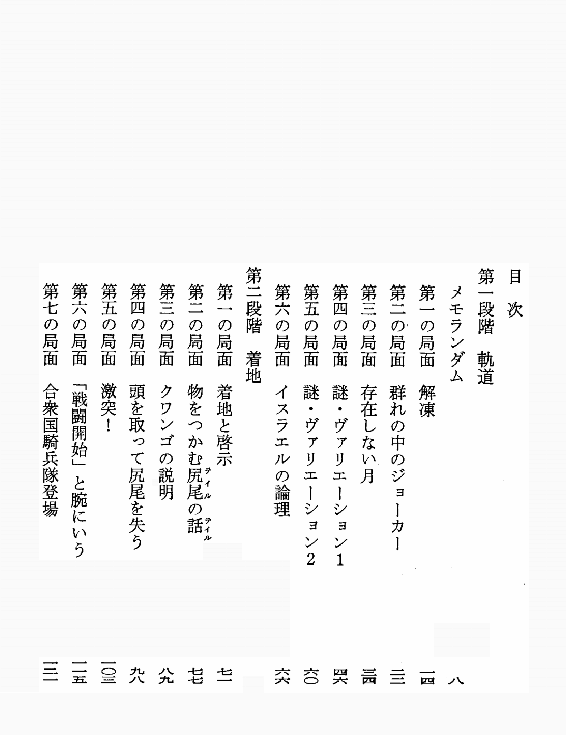 目次
第一段階 軌道
メモランダム 八
第一の局面 解凍 一四
第二の局面 群れの中のジョーカー 二三
第三の局面 存在しない月 三四
第四の局面 謎・ヴァリエーション1 四六
第五の局面 謎・ヴァリエーション2 六〇
第六の局面 イスラエルの論理 六六
第二段階 着地
第一の局面 着地と啓示 七一
第二の局面 物をつかむ尻尾の話 七七
テイル テイル
第三の局面 クワンゴの説明 八九
第四の局面 頭を取って尻尾を失う 九八
第五の局面 激突！ 一〇三
第六の局面 「戦闘開始」と腕にいう 一一五
第七の局面 合衆国騎兵隊登場